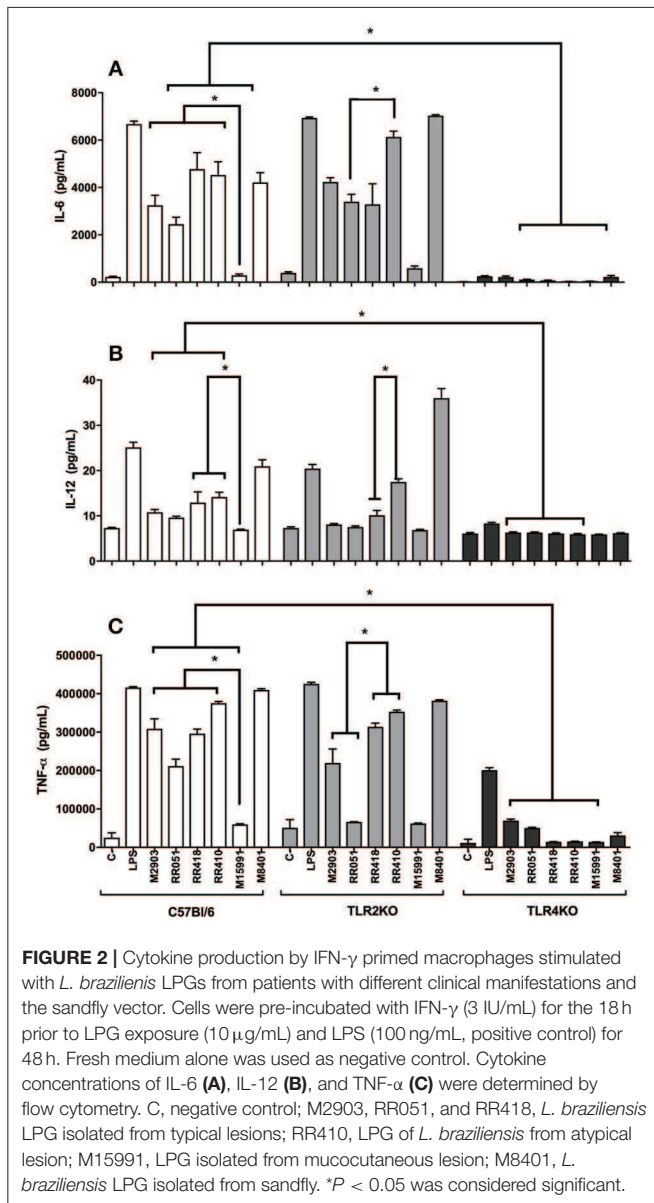 *
A
*
*
8000
6000
4000
2000
0
IL-6 (pg/mL)
*
B
*
*
40
30
20
10
0
IL-12 (pg/mL)
*
C
*
*
500000
400000
300000
200000
100000
0
TNF-α (pg/mL)
C
LPS
M2903
RR051
RR418
RR410
M15991
M8401
C
LPS
M2903
RR051
RR418
RR410
M15991
M8401
C
LPS
M2903
RR051
RR418
RR410
M15991
M8401
C57Bl/6
TLR2KO
TLR4KO
FIGURE 2 | Cytokine production by IFN-γ primed macrophages stimulated
with L. brazilienis LPGs from patients with different clinical manifestations and
the sandfly vector. Cells were pre-incubated with IFN-γ (3 IU/mL) for the 18 h
prior to LPG exposure (10 μg/mL) and LPS (100 ng/mL, positive control) for
48 h. Fresh medium alone was used as negative control. Cytokine
concentrations of IL-6 (A), IL-12 (B), and TNF-α (C) were determined by
flow cytometry. C, negative control; M2903, RR051, and RR418, L. braziliensis
LPG isolated from typical lesions; RR410, LPG of L. braziliensis from atypical
lesion; M15991, LPG isolated from mucocutaneous lesion; M8401, L.
braziliensis LPG isolated from sandfly. *P < 0.05 was considered significant.